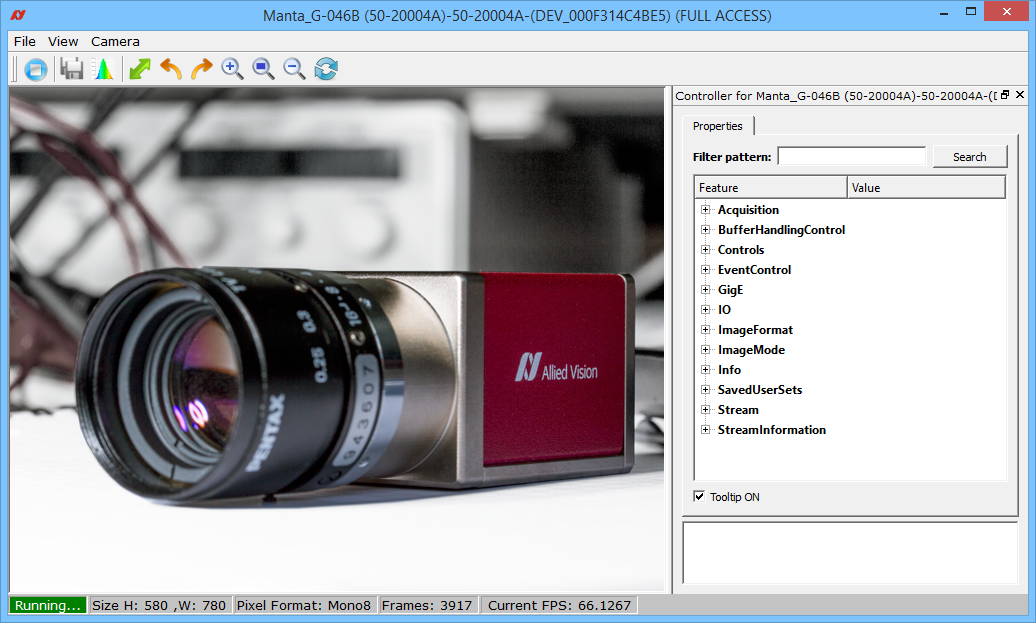 Manta_G-046B (50-20004A)-50-20004A-(DEV_000F314C4BE5) (FULL ACCESS)
File View Camera
Controller for Manta_G-046B (50-20004A)-50-20004A-(
Properties
Filter pattern: Search
Feature Value
Acquisition
BufferHandlingControl
Controls
EventControl
GigE
IO
ImageFormat
ImageMode
Info
SavedUserSets
Stream
StreamInformation
Tooltip ON
0.3
0.25
943607
PENTAX
Allied Vision
Running... Size H: 580 ,W: 780 Pixel Format: Mono8 Frames: 3917 Current FPS: 66.1267